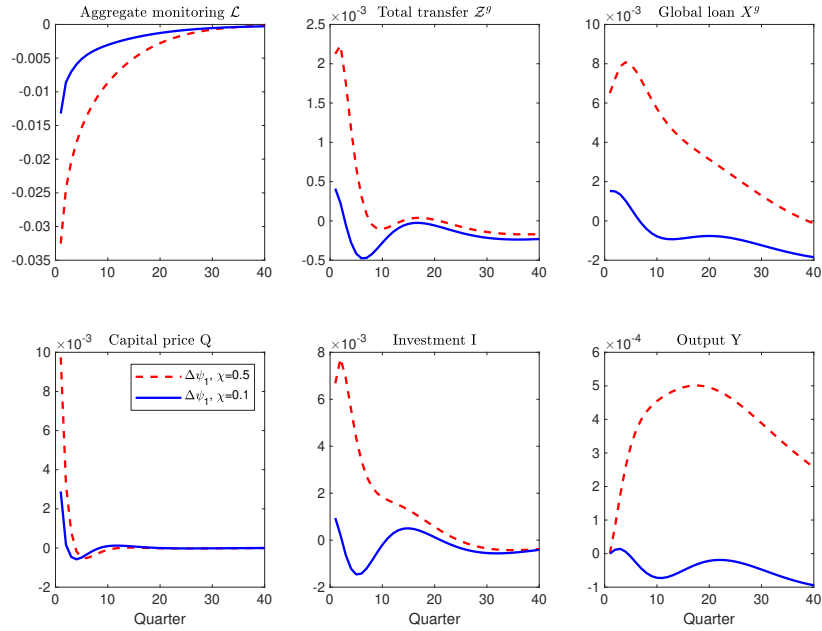 Aggregate monitoring ℒ
0
-0.005
-0.01
-0.015
-0.02
-0.025
-0.03
-0.035
0 10 20 30 40
Total transfer 𝒵^g
×10^-3
2.5
2
1.5
1
0.5
0
-0.5
0 10 20 30 40
Global loan X^g
×10^-3
10
8
6
4
2
0
-2
0 10 20 30 40
Capital price Q
×10^-3
10
8
6
4
2
0
-2
0 10 20 30 40
Quarter
Δψ_1, χ=0.5
Δψ_1, χ=0.1
Investment I
×10^-3
8
6
4
2
0
-2
0 10 20 30 40
Quarter
Output Y
×10^-4
6
5
4
3
2
1
0
-1
0 10 20 30 40
Quarter